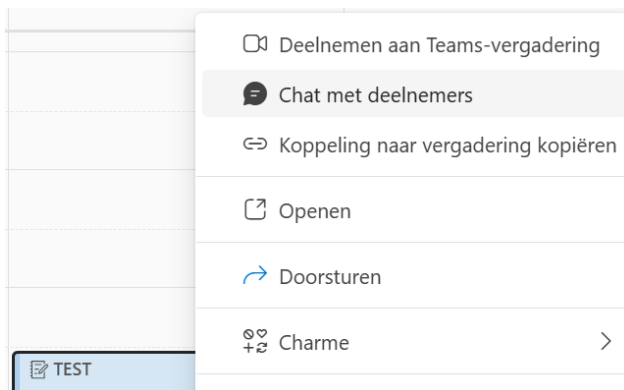 Deelnemen aan Teams-vergadering
Chat met deelnemers
Koppeling naar vergadering kopiëren
Openen
Doorsturen
Charme
TEST